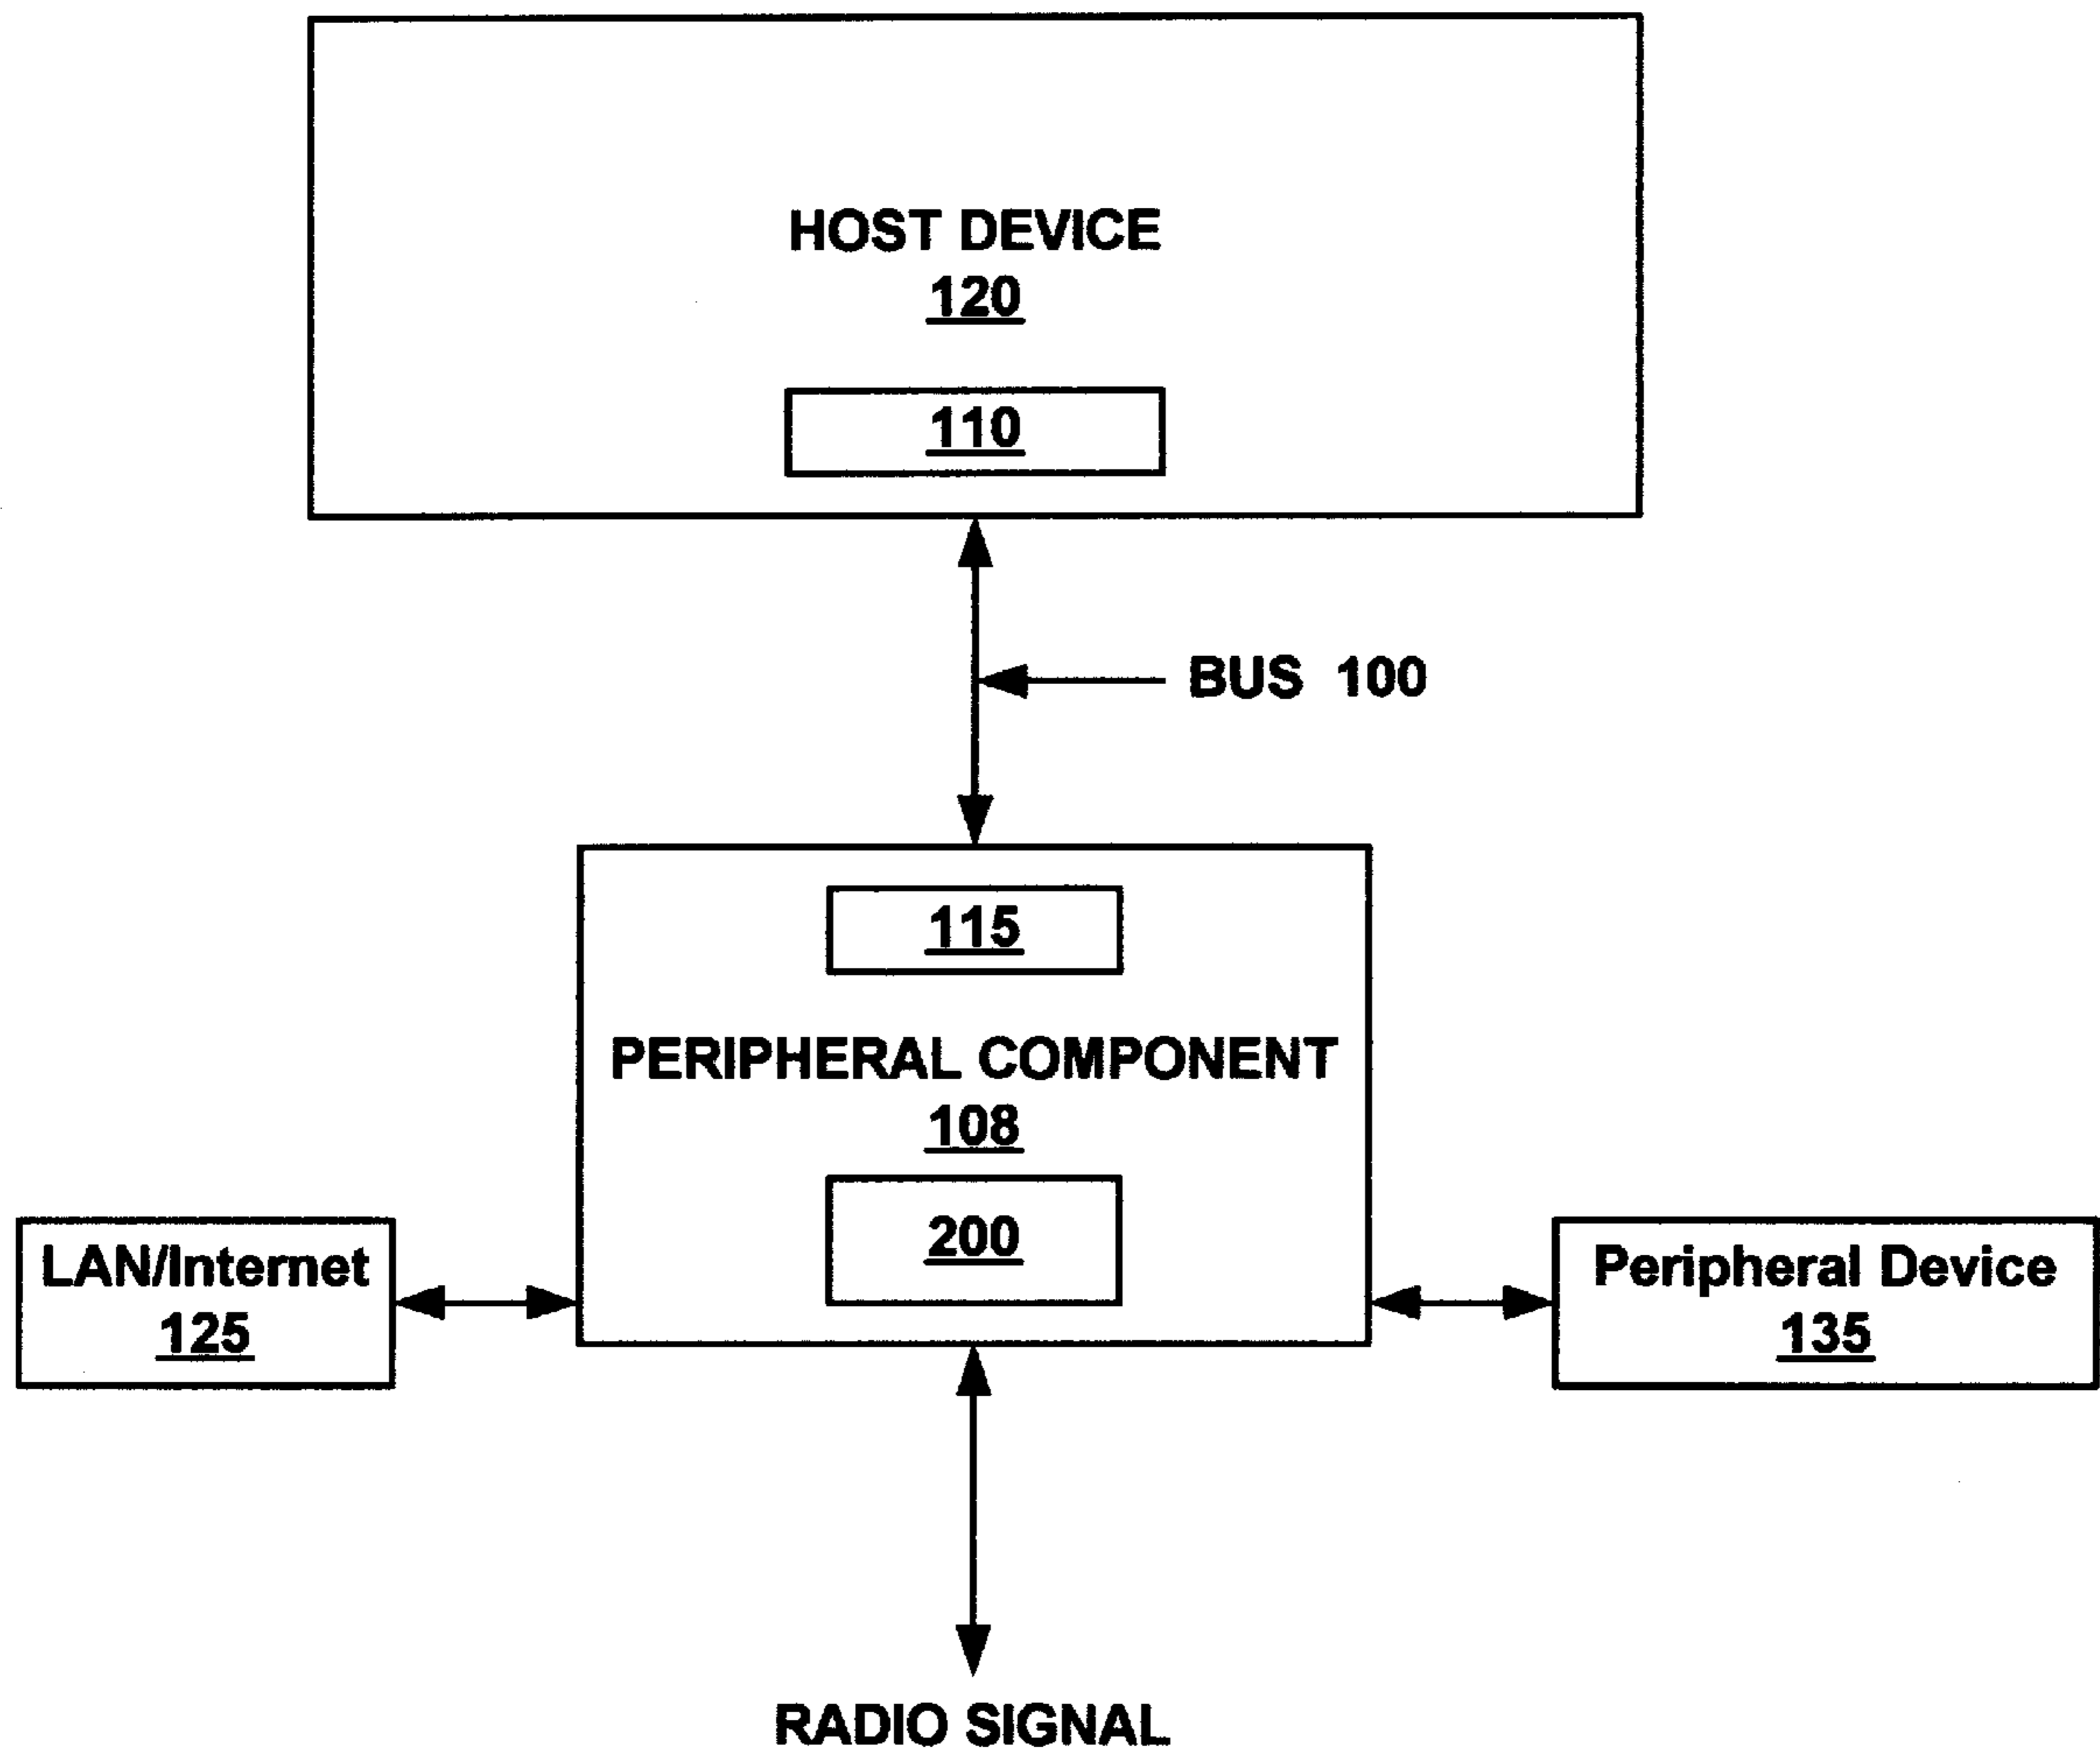 HOST DEVICE
120
110
BUS 100
115
PERIPHERAL COMPONENT
108
200
LAN/Internet
125
Peripheral Device
135
RADIO SIGNAL